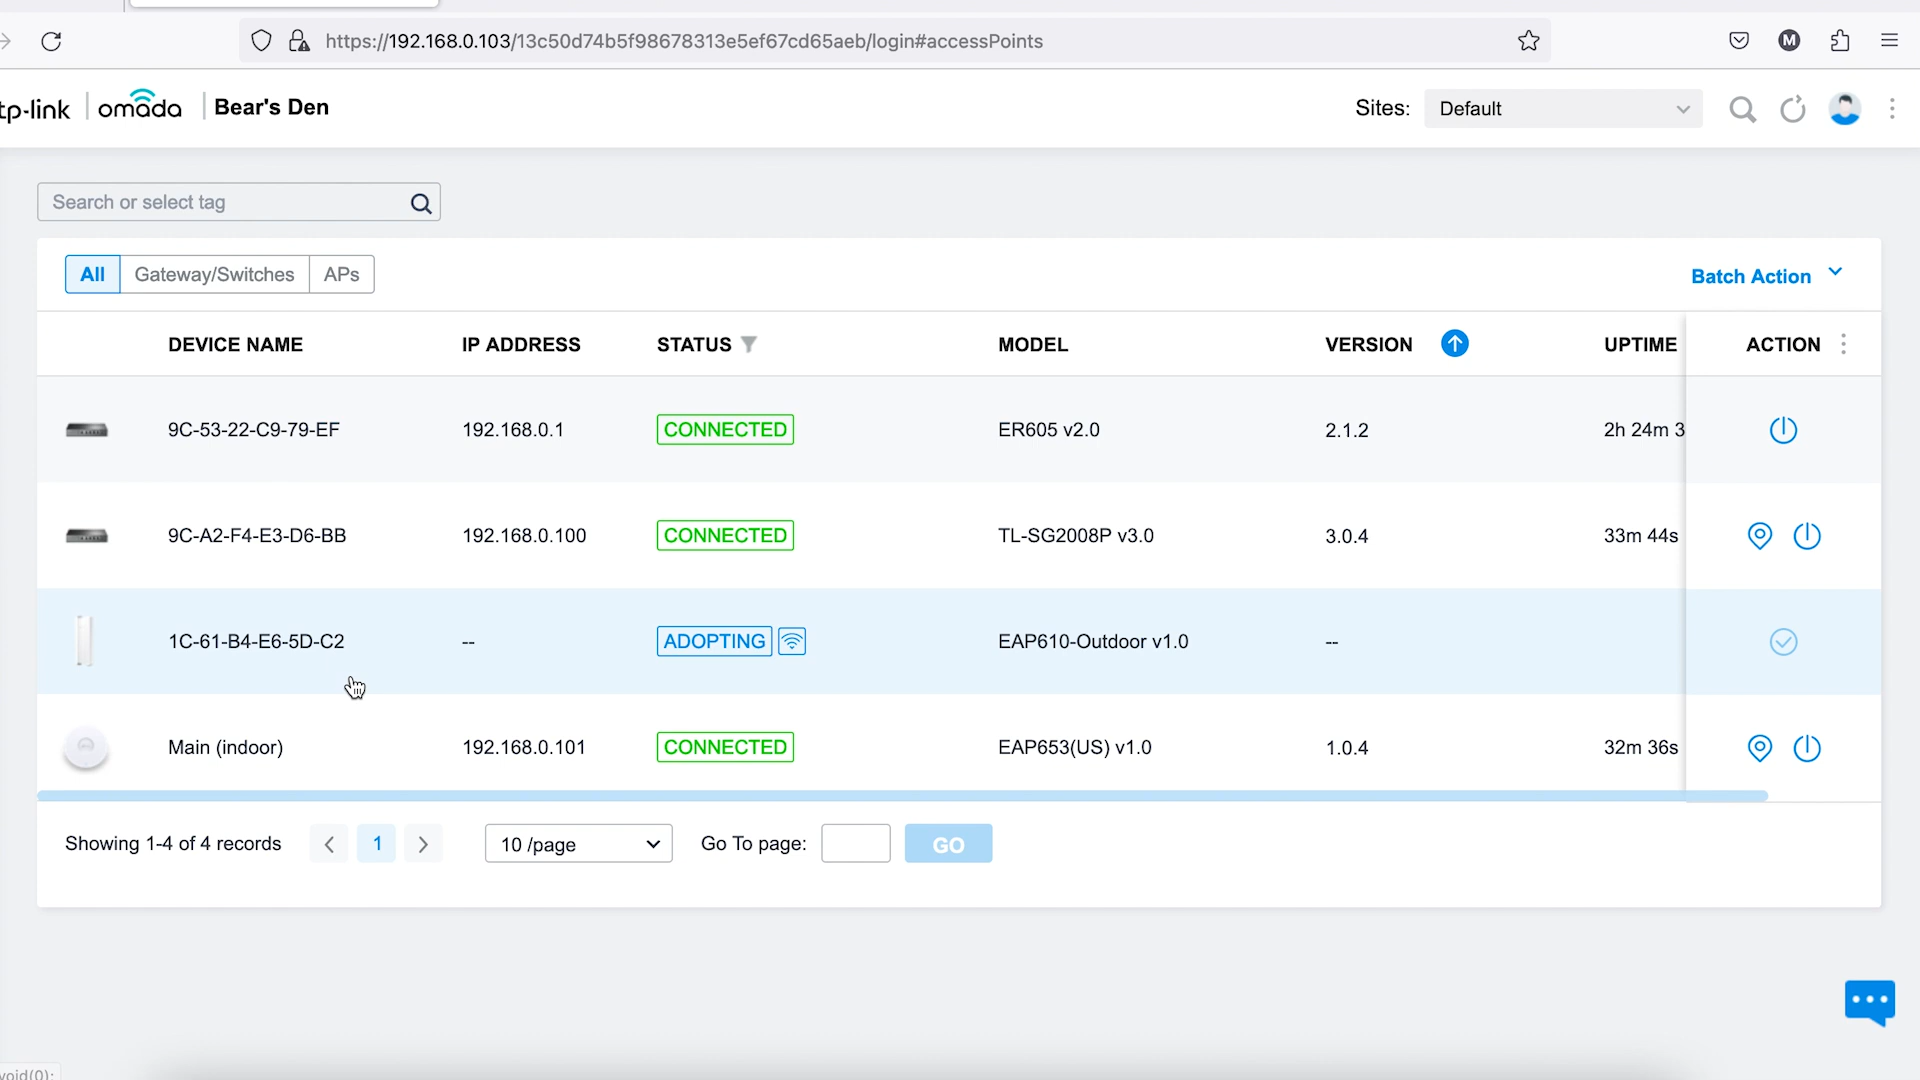 https://192.168.0.103/13c50d74b5f98678313e5ef67cd65aeb/login#accessPoints
M
tp-link omada Bear's Den Sites: Default
Search or select tag
All Gateway/Switches APs Batch Action
DEVICE NAME IP ADDRESS STATUS MODEL VERSION UPTIME ACTION
9C-53-22-C9-79-EF 192.168.0.1 CONNECTED ER605 v2.0 2.1.2 2h 24m 3
9C-A2-F4-E3-D6-BB 192.168.0.100 CONNECTED TL-SG2008P v3.0 3.0.4 33m 44s
1C-61-B4-E6-5D-C2 -- ADOPTING EAP610-Outdoor v1.0 --
Main (indoor) 192.168.0.101 CONNECTED EAP653(US) v1.0 1.0.4 32m 36s
Showing 1-4 of 4 records 1 10 /page Go To page: GO
void(0);